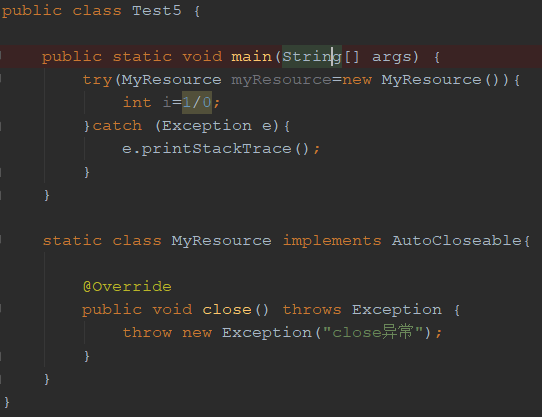 public class Test5 {
public static void main(String[] args) {
try(MyResource myResource=new MyResource()){
int i=1/0;
}catch (Exception e){
e.printStackTrace();
}
}
static class MyResource implements AutoCloseable{
@Override
public void close() throws Exception {
throw new Exception("close异常");
}
}
}